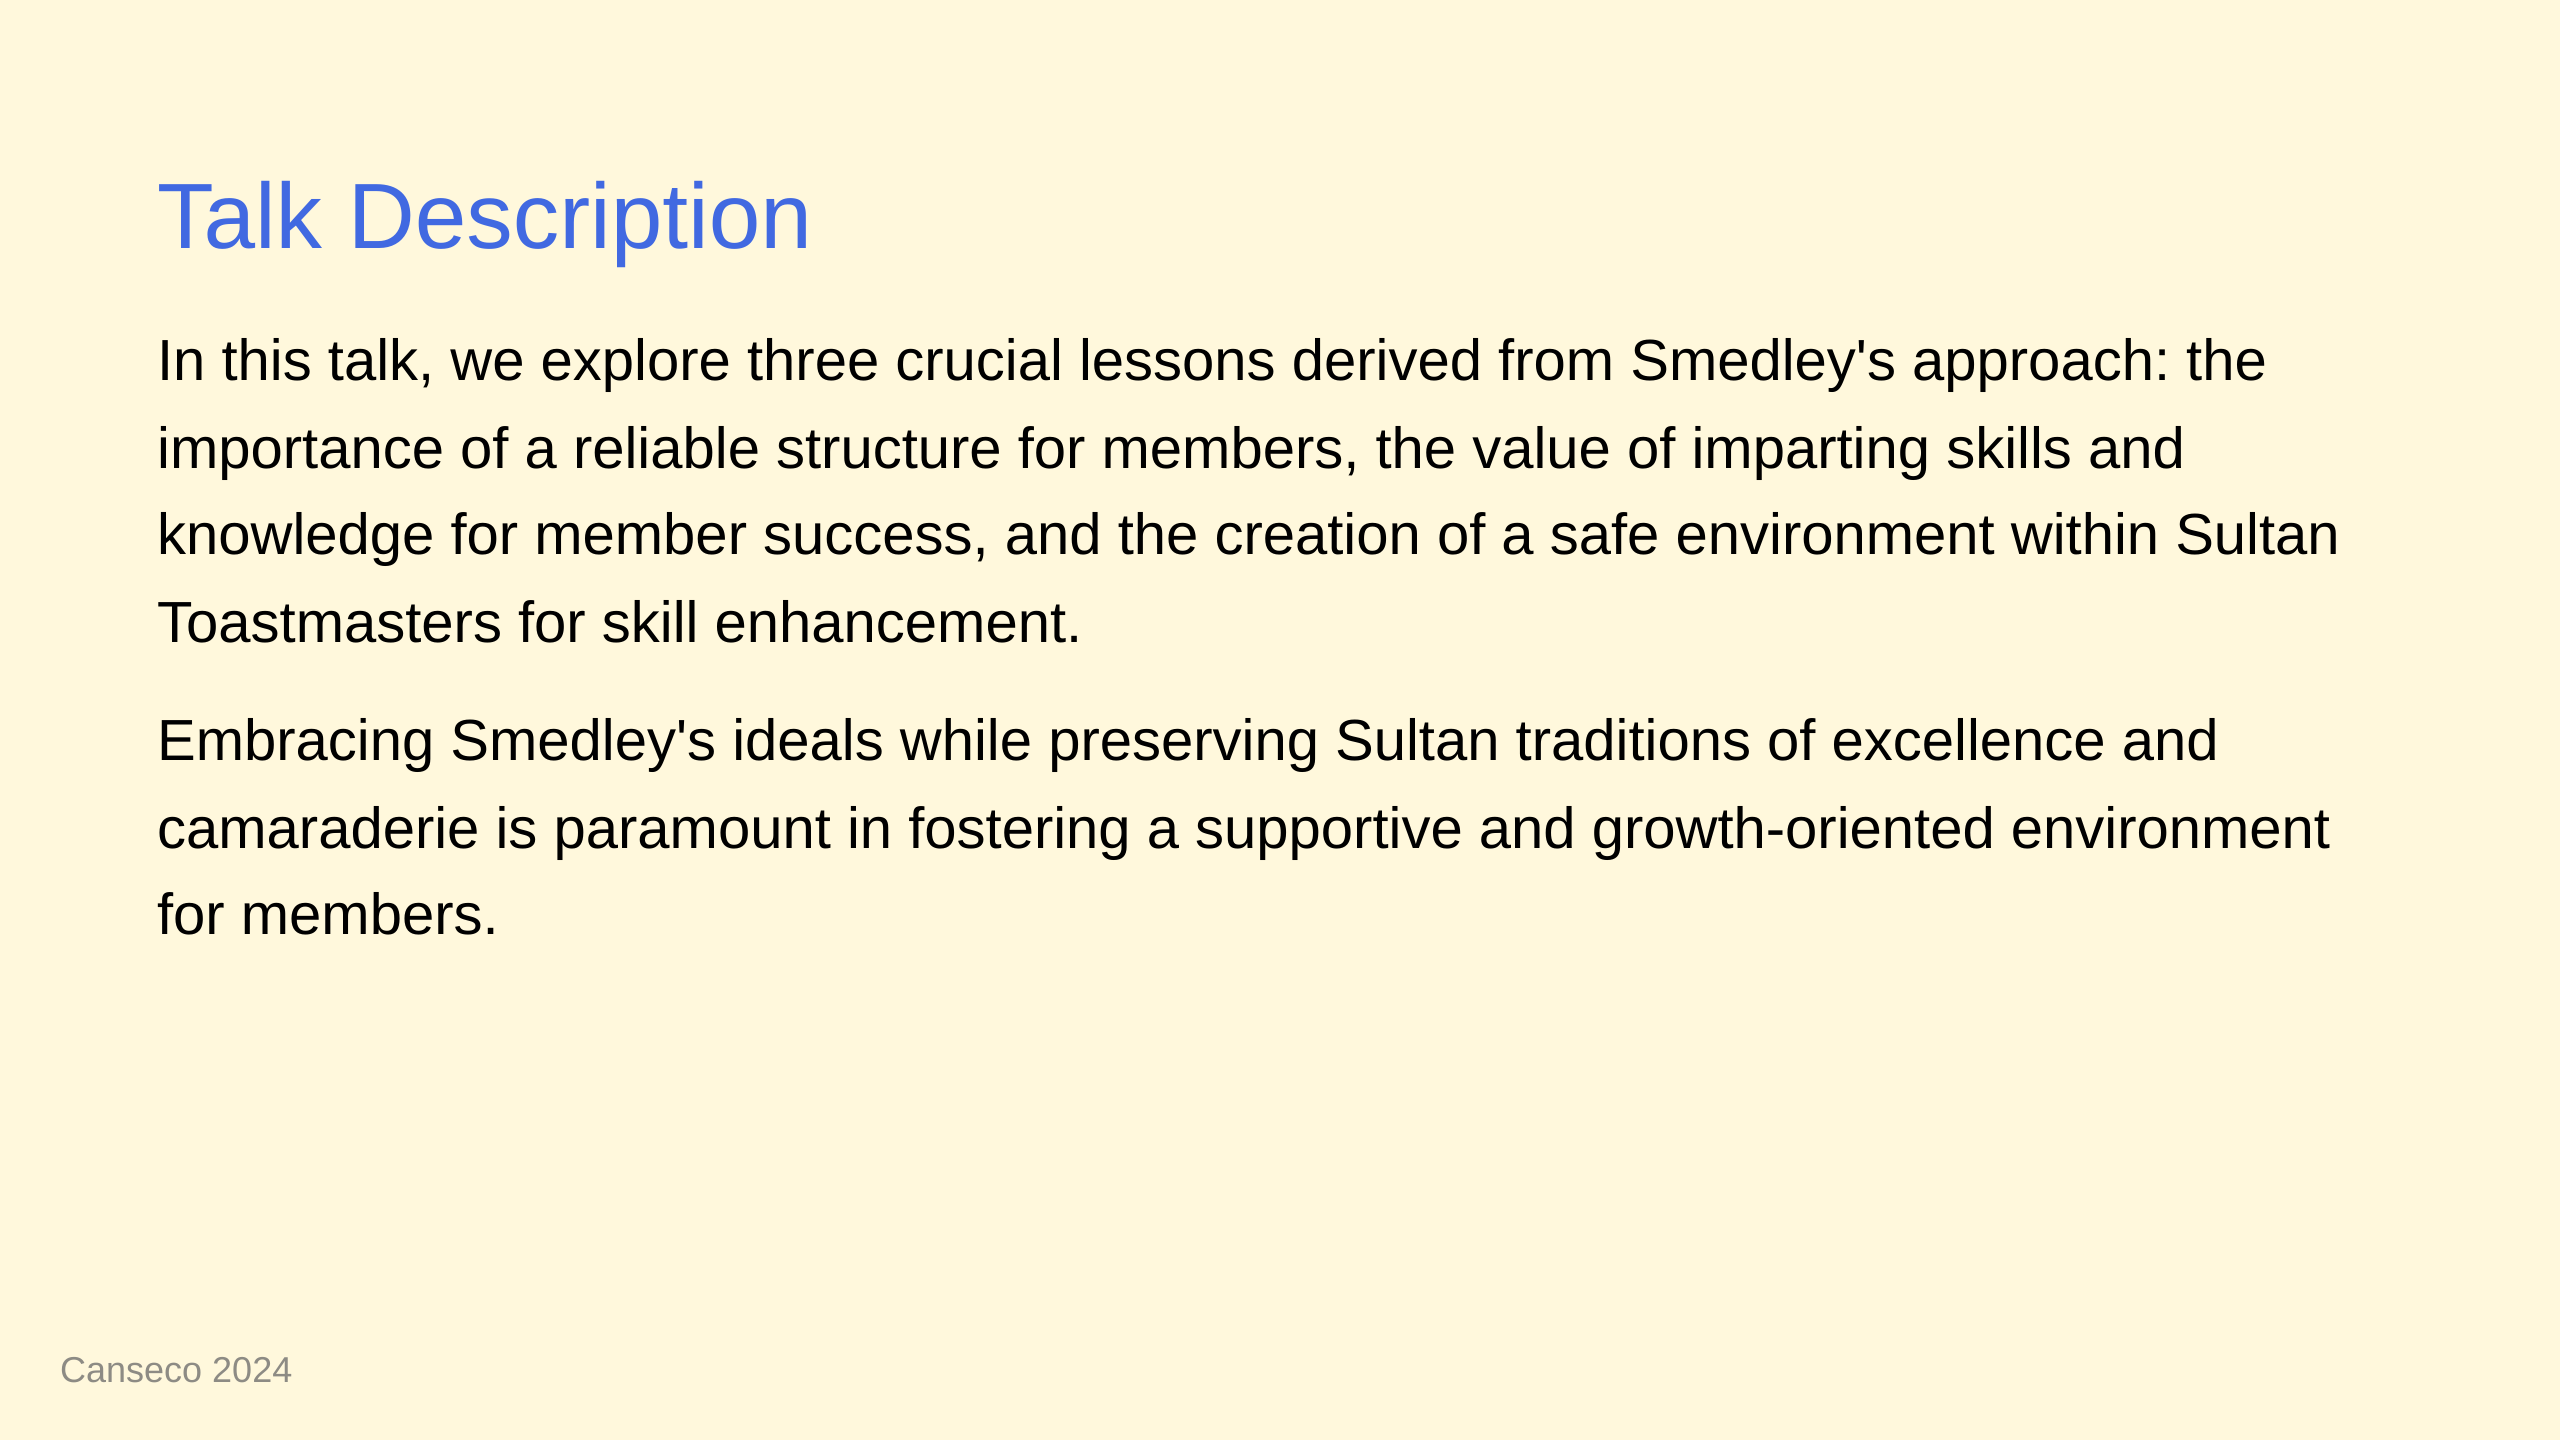 Talk Description
In this talk, we explore three crucial lessons derived from Smedley's approach: the
importance of a reliable structure for members, the value of imparting skills and
knowledge for member success, and the creation of a safe environment within Sultan
Toastmasters for skill enhancement.
Embracing Smedley's ideals while preserving Sultan traditions of excellence and
camaraderie is paramount in fostering a supportive and growth-oriented environment
for members.
Canseco 2024